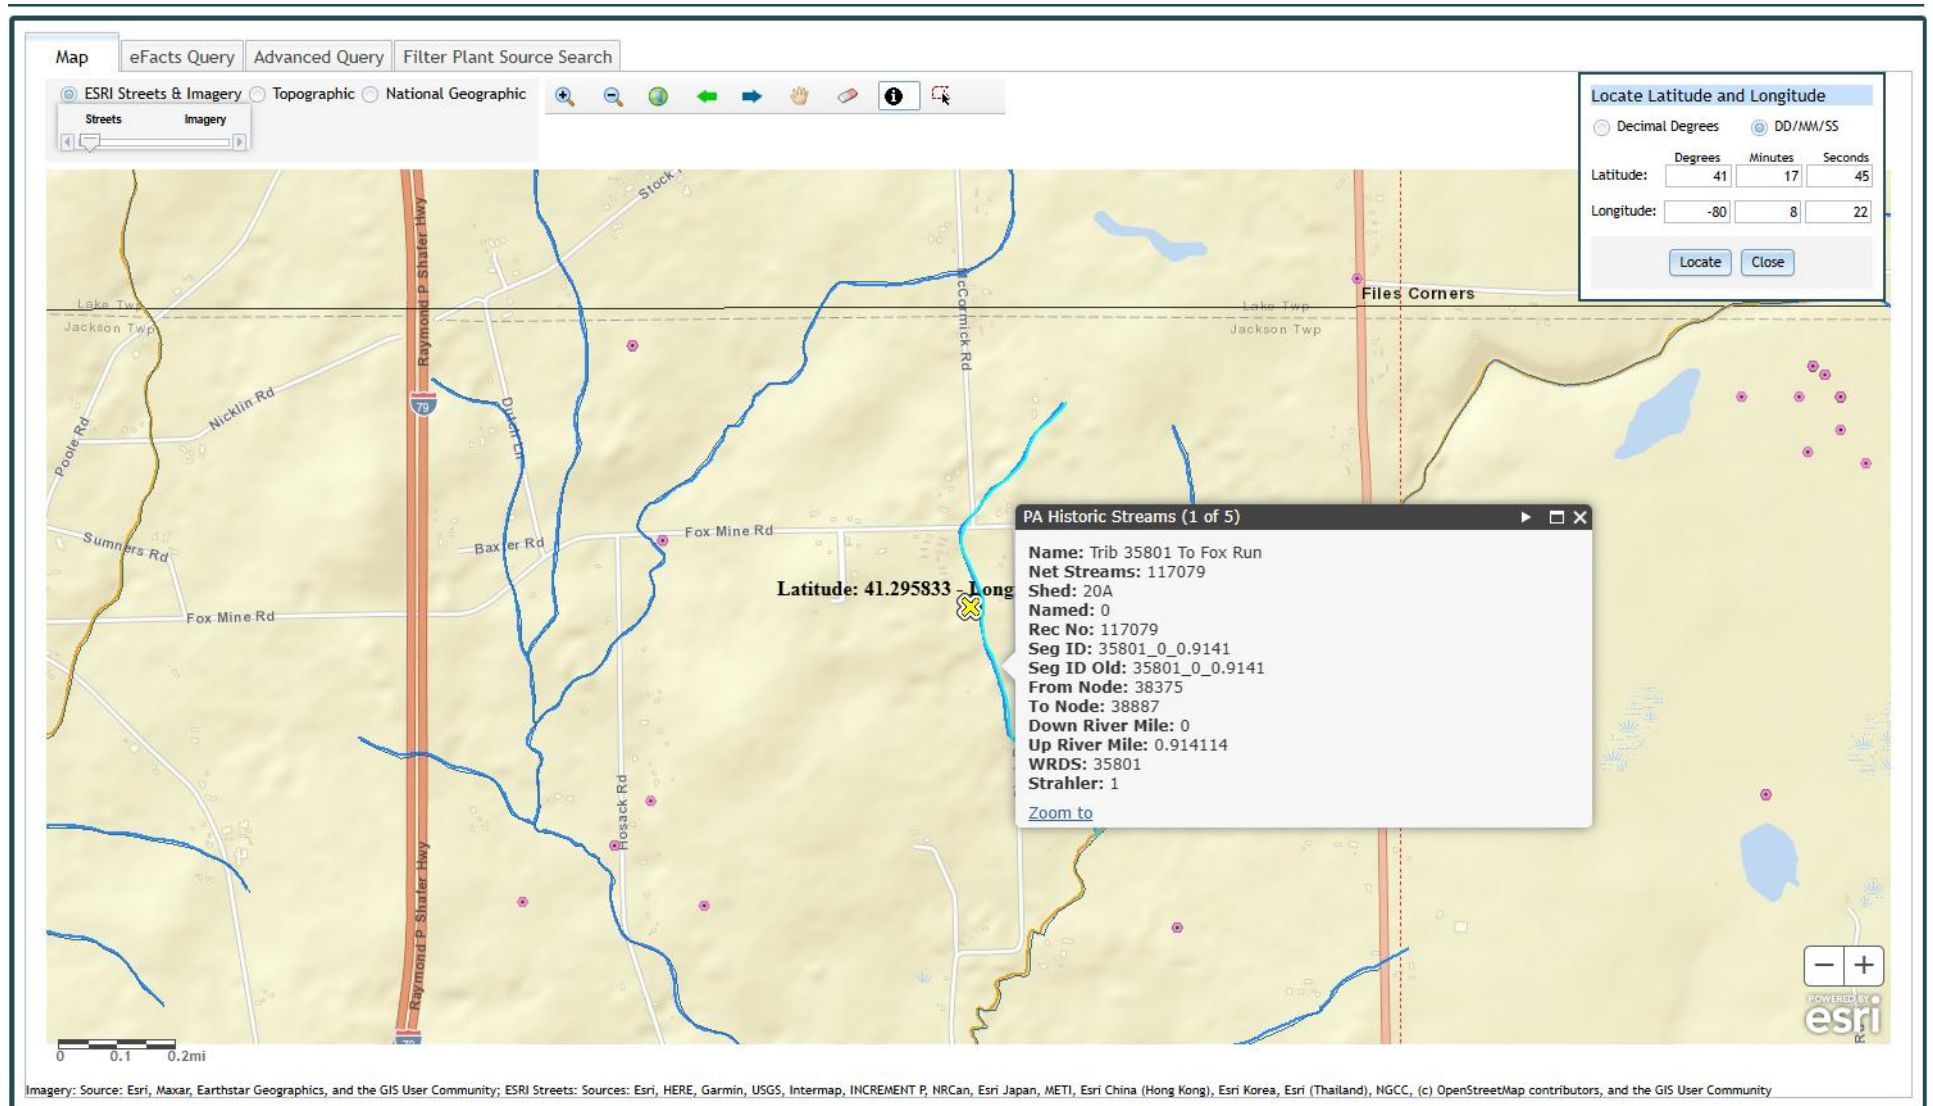 Map
eFacts Query
Advanced Query
Filter Plant Source Search
ESRI Streets & Imagery
Topographic
National Geographic
Streets
Imagery
Locate Latitude and Longitude
Decimal Degrees
DD/MM/SS
Degrees Minutes Seconds
Latitude: 41 17 45
Longitude: -80 8 22
Locate
Close
Stock
Raymond P Shafer Hwy
McCormick Rd
Files Corners
Lake Twp
Jackson Twp
Lake Twp
Jackson Twp
Nicklin Rd
79
Dutch Ln
Poole Rd
Sumners Rd
Baxter Rd
Fox Mine Rd
Fox Mine Rd
Latitude: 41.295833 - Long
PA Historic Streams (1 of 5)
Name: Trib 35801 To Fox Run
Net Streams: 117079
Shed: 20A
Named: 0
Rec No: 117079
Seg ID: 35801_0_0.9141
Seg ID Old: 35801_0_0.9141
From Node: 38375
To Node: 38887
Down River Mile: 0
Up River Mile: 0.914114
WRDS: 35801
Strahler: 1
Zoom to
Hosack Rd
Raymond P Shafer Hwy
79
POWERED BY
esri
0 0.1 0.2mi
Imagery: Source: Esri, Maxar, Earthstar Geographics, and the GIS User Community; ESRI Streets: Sources: Esri, HERE, Garmin, USGS, Intermap, INCREMENT P, NRCan, Esri Japan, METI, Esri China (Hong Kong), Esri Korea, Esri (Thailand), NGCC, (c) OpenStreetMap contributors, and the GIS User Community